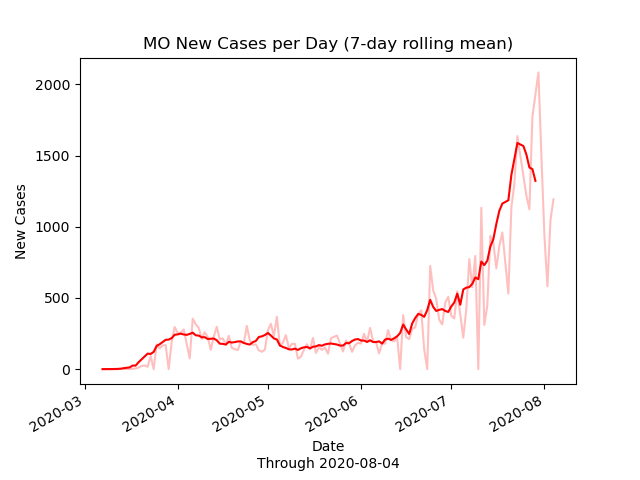 MO New Cases per Day (7-day rolling mean)
2000
1500
1000
500
0
New Cases
2020-03
2020-04
2020-05
2020-06
2020-07
2020-08
Date
Through 2020-08-04